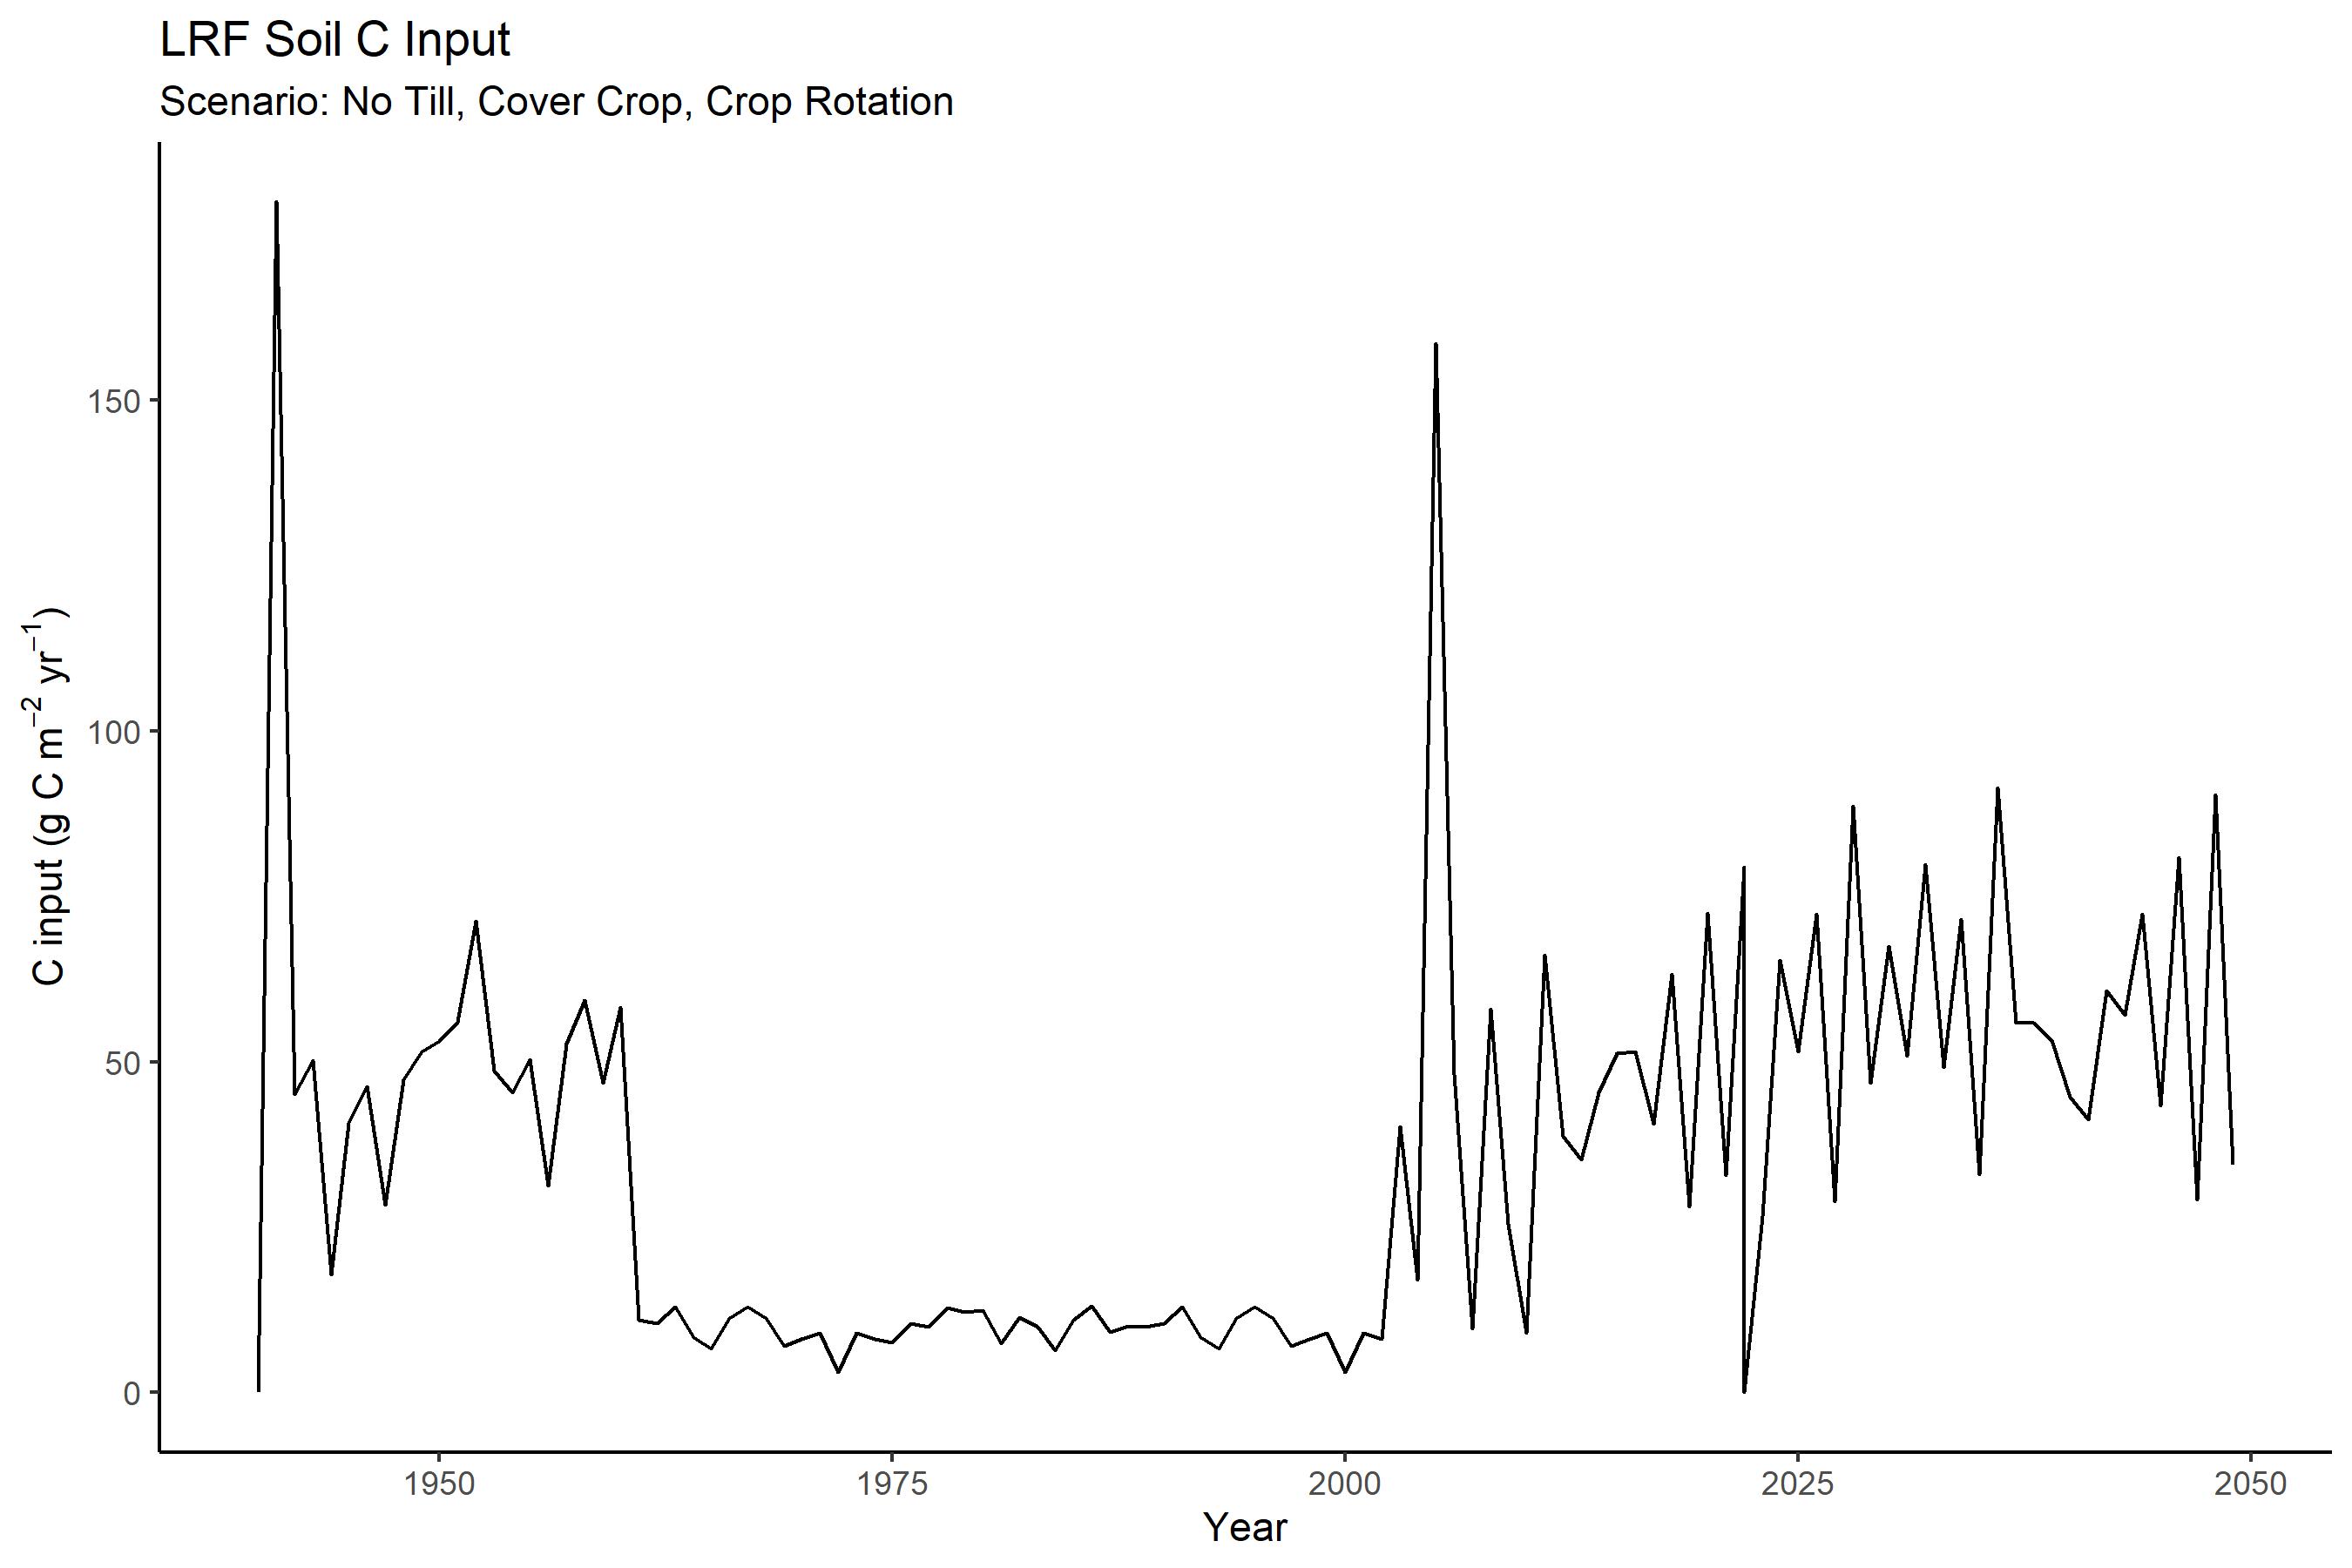 LRF Soil C Input
Scenario: No Till, Cover Crop, Crop Rotation
C input (g C m⁻² yr⁻¹)
150
100
50
0
1950 1975 2000 2025 2050
Year